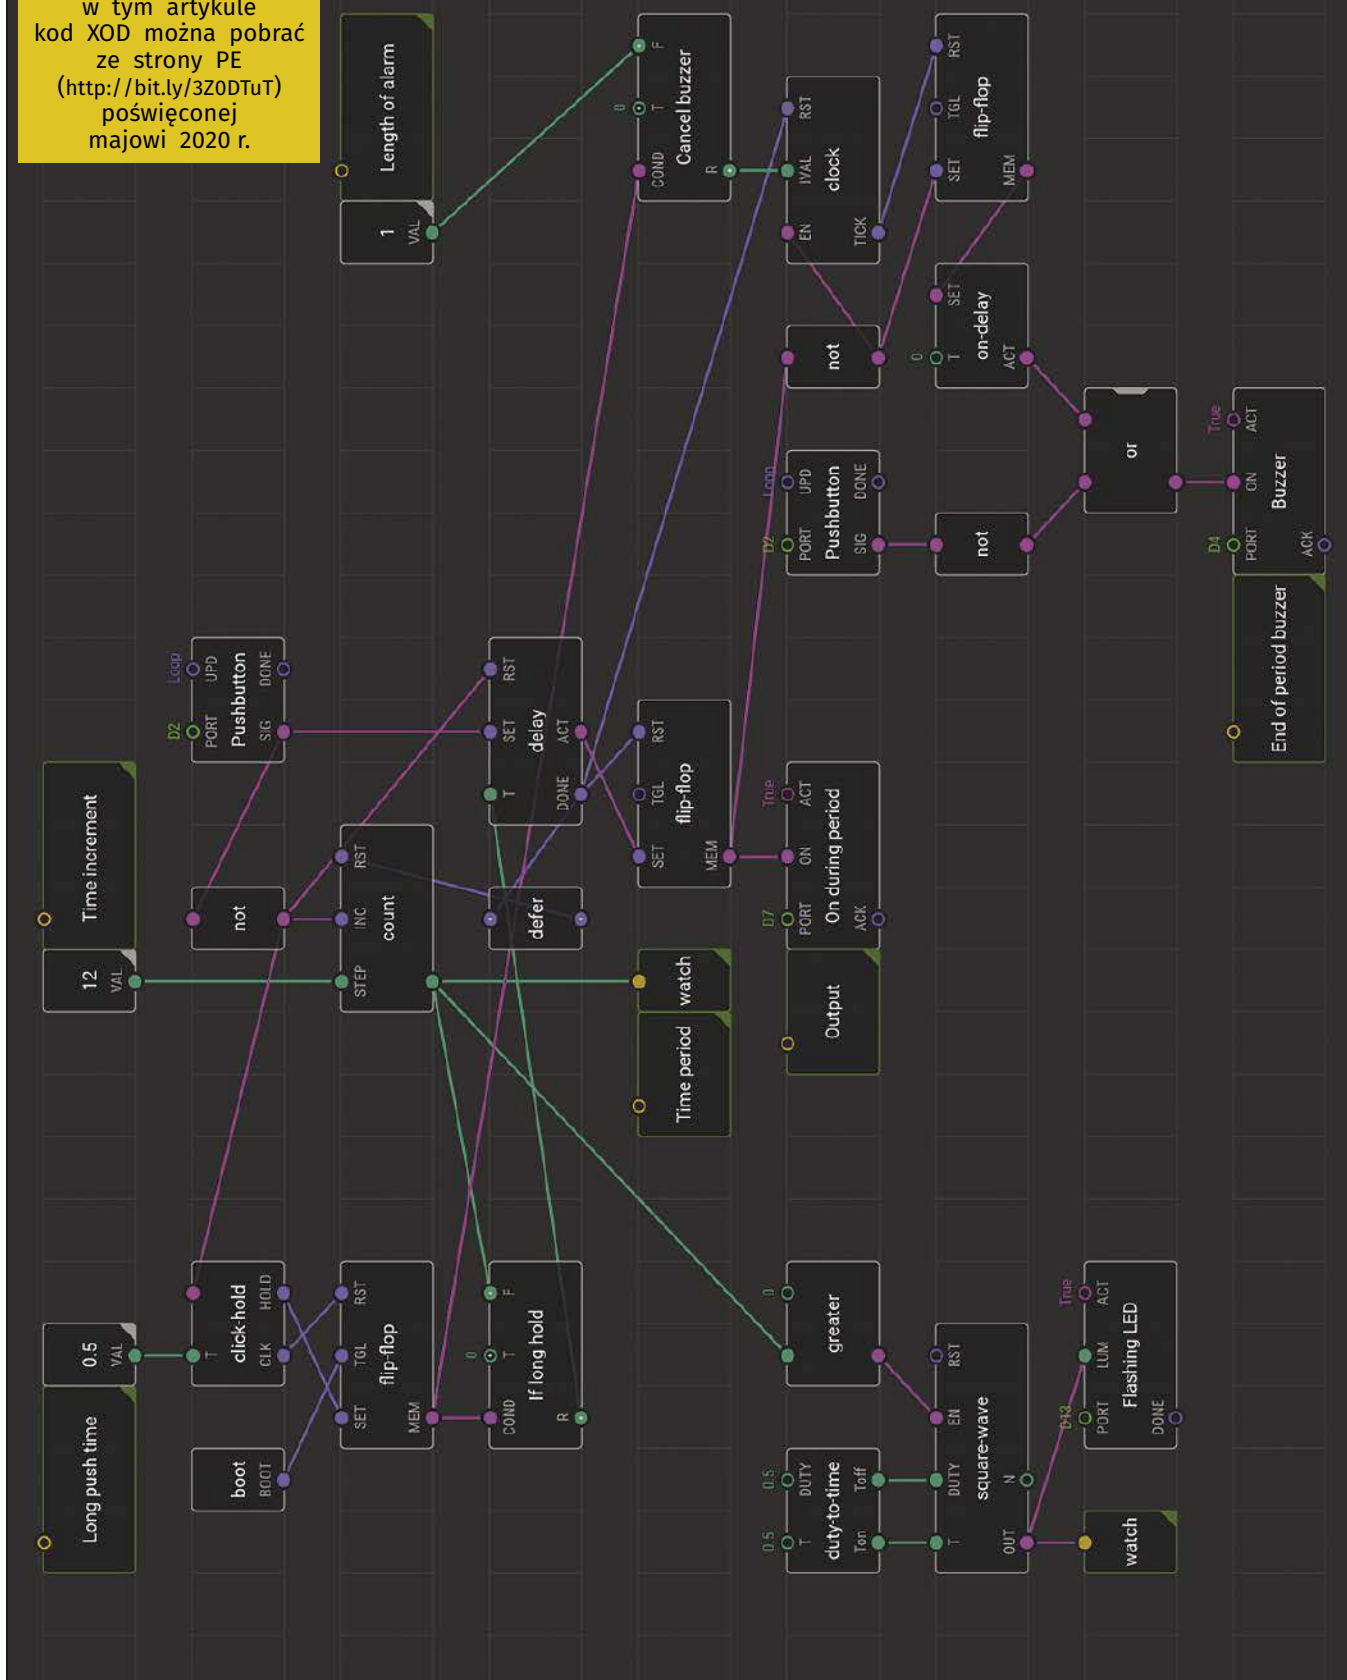 w tym artykule
kod XOD można pobrać
ze strony PE
(http://bit.ly/3Z0DTuT)
poświęconej
majowi 2020 r.
Long push time
0.5
VAL
12
VAL
Time increment
boot
BOOT
T
click-hold
CLK
HOLD
not
D2
Loop
PORT
UPD
Pushbutton
SIG
DONE
SET
TGL
RST
flip-flop
MEM
STEP
INC
RST
count
1
VAL
Length of alarm
0
COND
T
F
If long hold
R
defer
T
SET
RST
delay
DONE
ACT
Time period
watch
SET
TGL
RST
flip-flop
MEM
0
COND
T
F
Cancel buzzer
R
0.5
0.5
T
DUTY
duty-to-time
Ton
Toff
0
greater
Output
D7
True
PORT
ON
ACT
On during period
ACK
D2
Loop
PORT
UPD
Pushbutton
SIG
DONE
not
EN
IVAL
RST
clock
TICK
T
DUTY
EN
RST
square-wave
OUT
N
not
0
T
SET
on-delay
ACT
SET
TGL
RST
flip-flop
MEM
watch
D13
True
PORT
LUM
ACT
Flashing LED
DONE
or
End of period buzzer
D4
True
PORT
ON
ACT
Buzzer
ACK